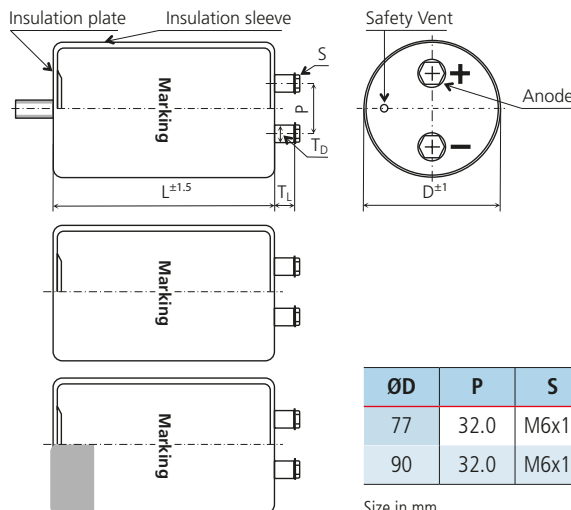 Insulation plate
Insulation sleeve
Safety Vent
S
Marking
P
T_D
L±1.5
T_L
+
−
Anode
D±1
Marking
Marking
ØD P S
77 32.0 M6x1
90 32.0 M6x1
Size in mm